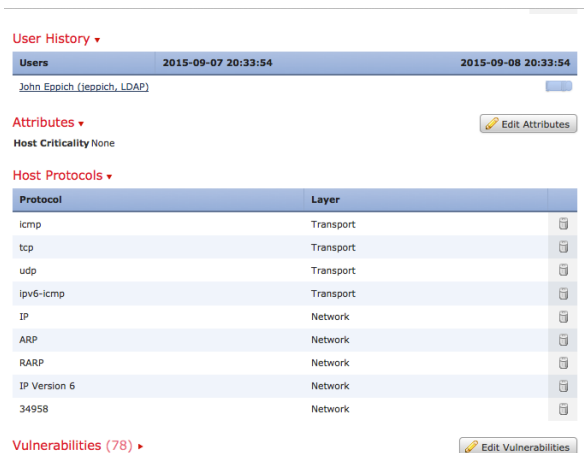 User History
Users 2015-09-07 20:33:54 2015-09-08 20:33:54
John Eppich (jeppich, LDAP)
Attributes Edit Attributes
Host Criticality None
Host Protocols
Protocol Layer
icmp Transport
tcp Transport
udp Transport
ipv6-icmp Transport
IP Network
ARP Network
RARP Network
IP Version 6 Network
34958 Network
Vulnerabilities (78) Edit Vulnerabilities